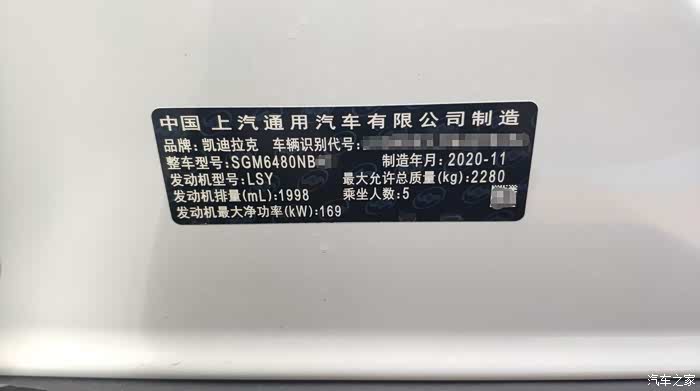 中国 上汽通用汽车有限公司制造
品牌:凯迪拉克 车辆识别代号:
整车型号:SGM6480NB 制造年月:2020-11
发动机型号:LSY 最大允许总质量(kg):2280
发动机排量(mL):1998 乘坐人数:5
发动机最大净功率(kW):169
汽车之家